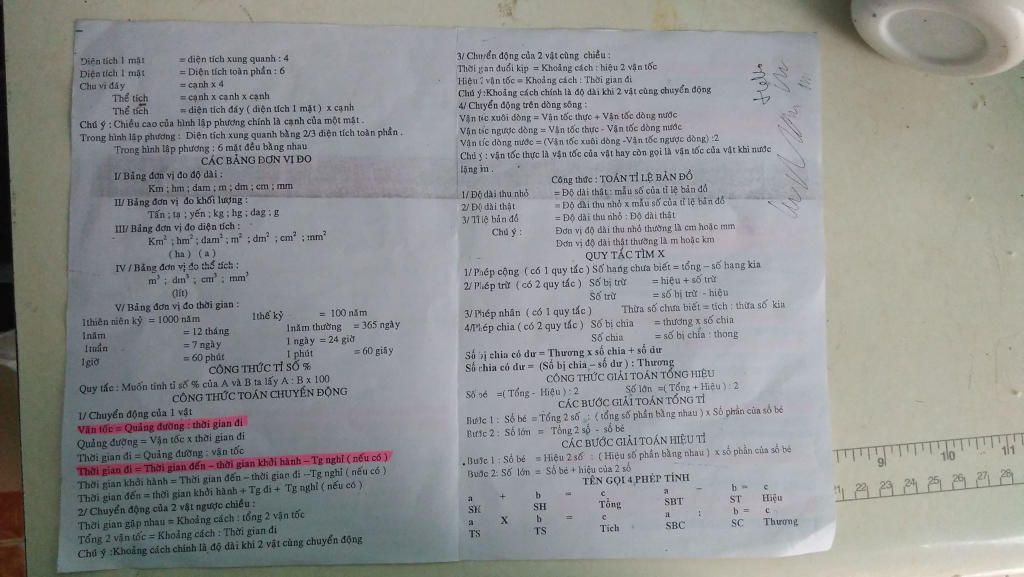 Diện tích 1 mặt = diện tích xung quanh : 4
Diện tích 1 mặt = Diện tích toàn phần : 6
Chu vi đáy = cạnh x 4
Thể tích = cạnh x cạnh x cạnh
Thể tích = diện tích đáy ( diện tích 1 mặt ) x cạnh
Chú ý : Chiều cao của hình lập phương chính là cạnh của một mặt .
Trong hình lập phương : Diện tích xung quanh bằng 2/3 diện tích toàn phần .
Trong hình lập phương : 6 mặt đều bằng nhau
CÁC BẢNG ĐƠN VỊ ĐO
I/ Bảng đơn vị đo độ dài :
Km ; hm ; dam ; m ; dm ; cm ; mm
II/ Bảng đơn vị đo khối lượng :
Tấn ; tạ ; yến ; kg ; hg ; dag ; g
III/ Bảng đơn vị đo diện tích :
Km² ; hm² ; dam² ; m² ; dm² ; cm² ; mm²
( ha ) ( a )
IV / Bảng đơn vị đo thể tích :
m³ ; dm³ ; cm³ ; mm³
(lít)
V/ Bảng đơn vị đo thời gian :
1thiên niên kỷ = 1000 năm 1thế kỷ = 100 năm
1năm = 12 tháng 1năm thường = 365 ngày
1tuần = 7 ngày 1 ngày = 24 giờ
1giờ = 60 phút 1 phút = 60 giây
CÔNG THỨC TỈ SỐ %
Quy tắc : Muốn tính tỉ số % của A và B ta lấy A : B x 100
CÔNG THỨC TOÁN CHUYỂN ĐỘNG
1/ Chuyển động của 1 vật
Vận tốc = Quảng đường : thời gian đi
Quãng đường = Vận tốc x thời gian đi
Thời gian đi = Quãng đường : vận tốc
Thời gian đi = Thời gian đến – thời gian khởi hành – Tg nghỉ ( nếu có )
Thời gian khởi hành = Thời gian đến – thời gian đi –Tg nghỉ ( nếu có )
Thời gian đến = thời gian khởi hành + Tg đi + Tg nghỉ ( nếu có )
2/ Chuyển động của 2 vật ngược chiều :
Thời gian gặp nhau = Khoảng cách : tổng 2 vận tốc
Tổng 2 vận tốc = Khoảng cách : Thời gian đi
Chú ý :Khoảng cách chính là độ dài khi 2 vật cùng chuyển động
3/ Chuyển động của 2 vật cùng chiều :
Thời gian đuổi kịp = Khoảng cách : hiệu 2 vận tốc
Hiệu 2 vận tốc = Khoảng cách : Thời gian đi
Chú ý :Khoảng cách chính là độ dài khi 2 vật cùng chuyển động
4/ Chuyển động trên dòng sông :
Vận tốc xuôi dòng = Vận tốc thực + Vận tốc dòng nước
Vận tốc ngược dòng = Vận tốc thực - Vận tốc dòng nước
Vận tốc dòng nước = (Vận tốc xuôi dòng -Vận tốc ngược dòng) :2
Chú ý : vận tốc thực là vận tốc của vật hay còn gọi là vận tốc của vật khi nước
lặng im .
Công thức : TOÁN TỈ LỆ BẢN ĐỒ
1/ Độ dài thu nhỏ = Độ dài thật : mẫu số của tỉ lệ bản đồ
2/ Độ dài thật = Độ dài thu nhỏ x mẫu số của tỉ lệ bản đồ
3/ Tỉ lệ bản đồ = Độ dài thu nhỏ : Độ dài thật
Chú ý : Đơn vị độ dài thu nhỏ thường là cm hoặc mm
Đơn vị độ dài thật thường là m hoặc km
QUY TẮC TÌM X
1/ Phép cộng ( có 1 quy tắc ) Số hạng chưa biết = tổng – số hạng kia
2/ Phép trừ ( có 2 quy tắc ) Số bị trừ = hiệu + số trừ
Số trừ = số bị trừ - hiệu
3/ Phép nhân ( có 1 quy tắc ) Thừa số chưa biết = tích : thừa số kia
4/Phép chia ( có 2 quy tắc ) Số bị chia = thương x số chia
Số chia = số bị chia : thong
Số bị chia có dư = Thương x số chia + số dư
Số chia có dư = (Số bị chia – số dư ) : Thương
CÔNG THỨC GIẢI TOÁN TỔNG HIỆU
Số bé =( Tổng - Hiệu ) : 2 Số lớn =( Tổng + Hiệu ) : 2
CÁC BƯỚC GIẢI TOÁN TỔNG TỈ
Bước 1 : Số bé = Tổng 2 số : ( tổng số phần bằng nhau ) x Số phần của số bé
Bước 2 : Số lớn = Tổng 2 số - số bé
CÁC BƯỚC GIẢI TOÁN HIỆU TỈ
Bước 1 : Số bé = Hiệu 2 số : ( Hiệu số phần bằng nhau ) x số phần của số bé
Bước 2: Số lớn = Số bé + hiệu của 2 số
TÊN GỌI 4 PHÉP TÍNH
a + b = c a – b = c
SH SH Tổng SBT ST Hiệu
a X b = c a : b = c
TS TS Tích SBC SC Thương
9 10 11
21 22 23 24 25 26 27 28